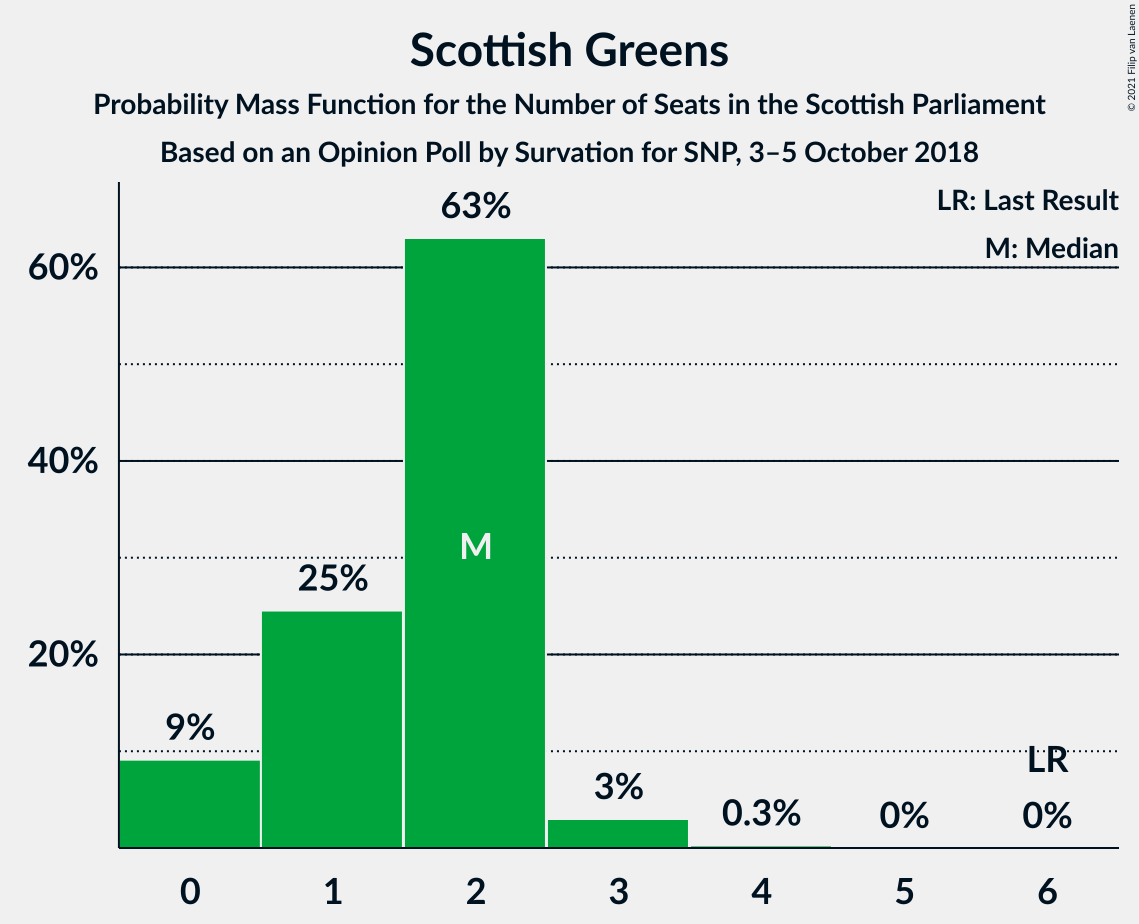 Scottish Greens
Probability Mass Function for the Number of Seats in the Scottish Parliament
Based on an Opinion Poll by Survation for SNP, 3–5 October 2018
© 2021 Filip van Laenen
LR: Last Result
M: Median
60%
40%
20%
9%
25%
63%
M
3%
0.3%
0%
LR
0%
0
1
2
3
4
5
6